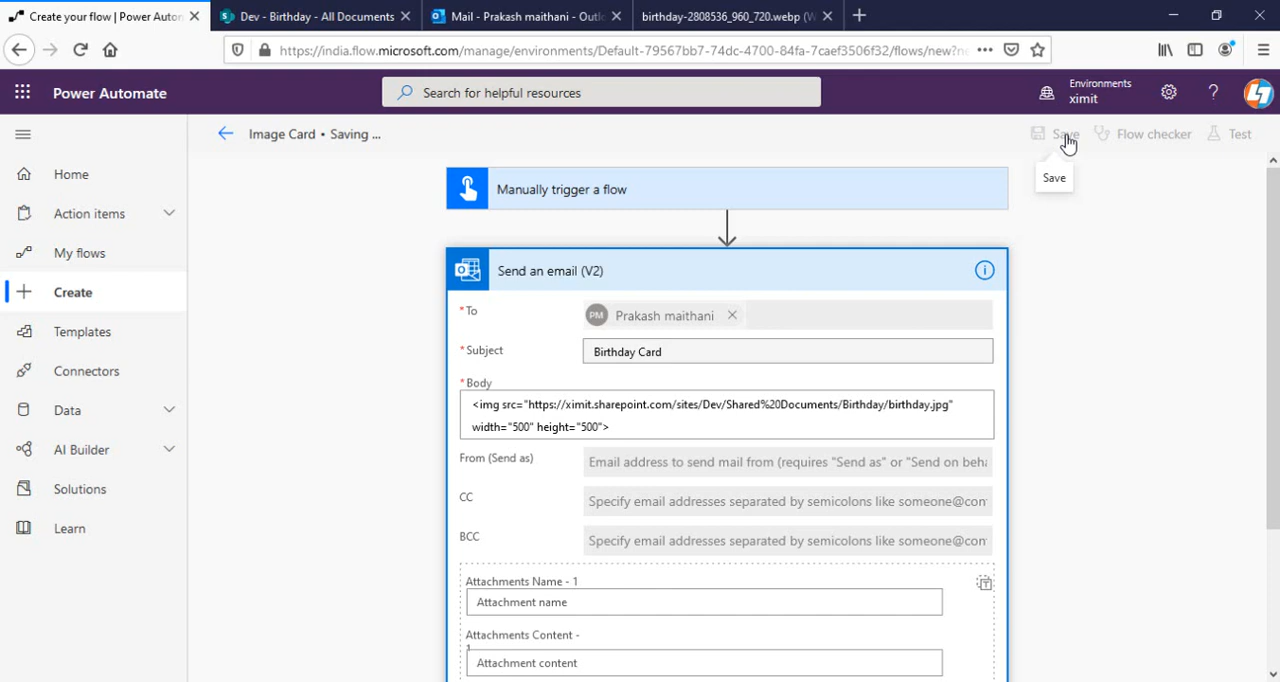 Create your flow | Power Autom
Dev - Birthday - All Documents
Mail - Prakash maithani - Outlo
birthday-2808536_960_720.webp (W
https://india.flow.microsoft.com/manage/environments/Default-79567bb7-74dc-4700-84fa-7caef3506f32/flows/new?n
Power Automate
Search for helpful resources
Environments
ximit
Image Card • Saving ...
Save
Flow checker
Test
Save
Home
Action items
My flows
Create
Templates
Connectors
Data
AI Builder
Solutions
Learn
Manually trigger a flow
Send an email (V2)
* To
PM
Prakash maithani
* Subject
Birthday Card
* Body
<img src="https://ximit.sharepoint.com/sites/Dev/Shared%20Documents/Birthday/birthday.jpg"
width="500" height="500">
From (Send as)
Email address to send mail from (requires "Send as" or "Send on beha
CC
Specify email addresses separated by semicolons like someone@con
BCC
Specify email addresses separated by semicolons like someone@con
Attachments Name - 1
Attachment name
Attachments Content -
1
Attachment content